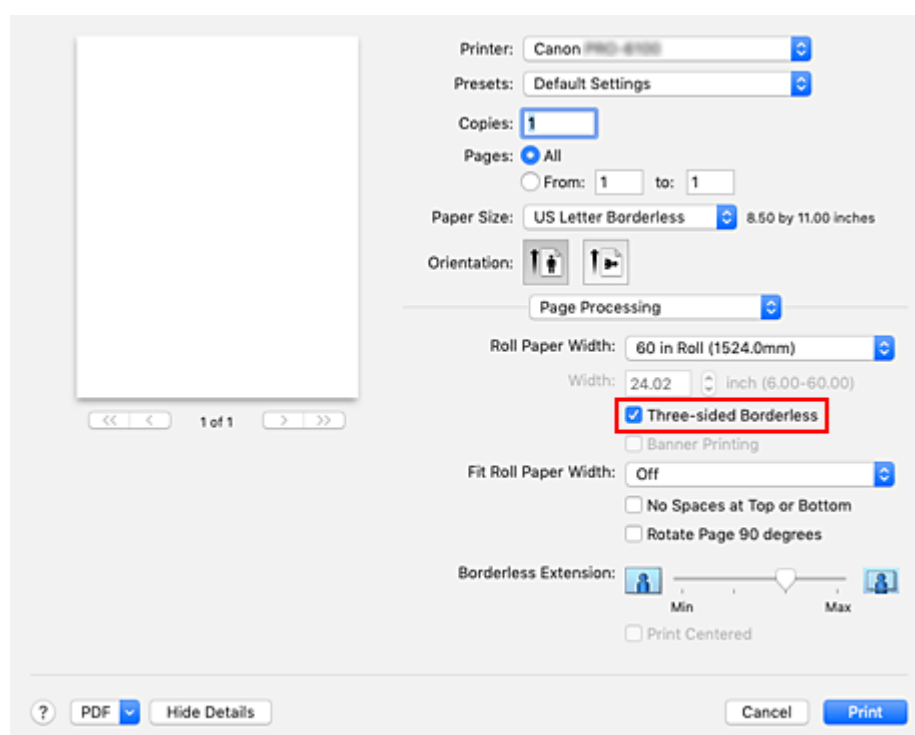 Printer: Canon
Presets: Default Settings
Copies: 1
Pages: All
From: 1 to: 1
Paper Size: US Letter Borderless 8.50 by 11.00 inches
Orientation:
Page Processing
Roll Paper Width: 60 in Roll (1524.0mm)
Width: 24.02 inch (6.00-60.00)
<< < 1 of 1 > >>
Three-sided Borderless
Banner Printing
Fit Roll Paper Width: Off
No Spaces at Top or Bottom
Rotate Page 90 degrees
Borderless Extension:
Min Max
Print Centered
? PDF Hide Details Cancel Print